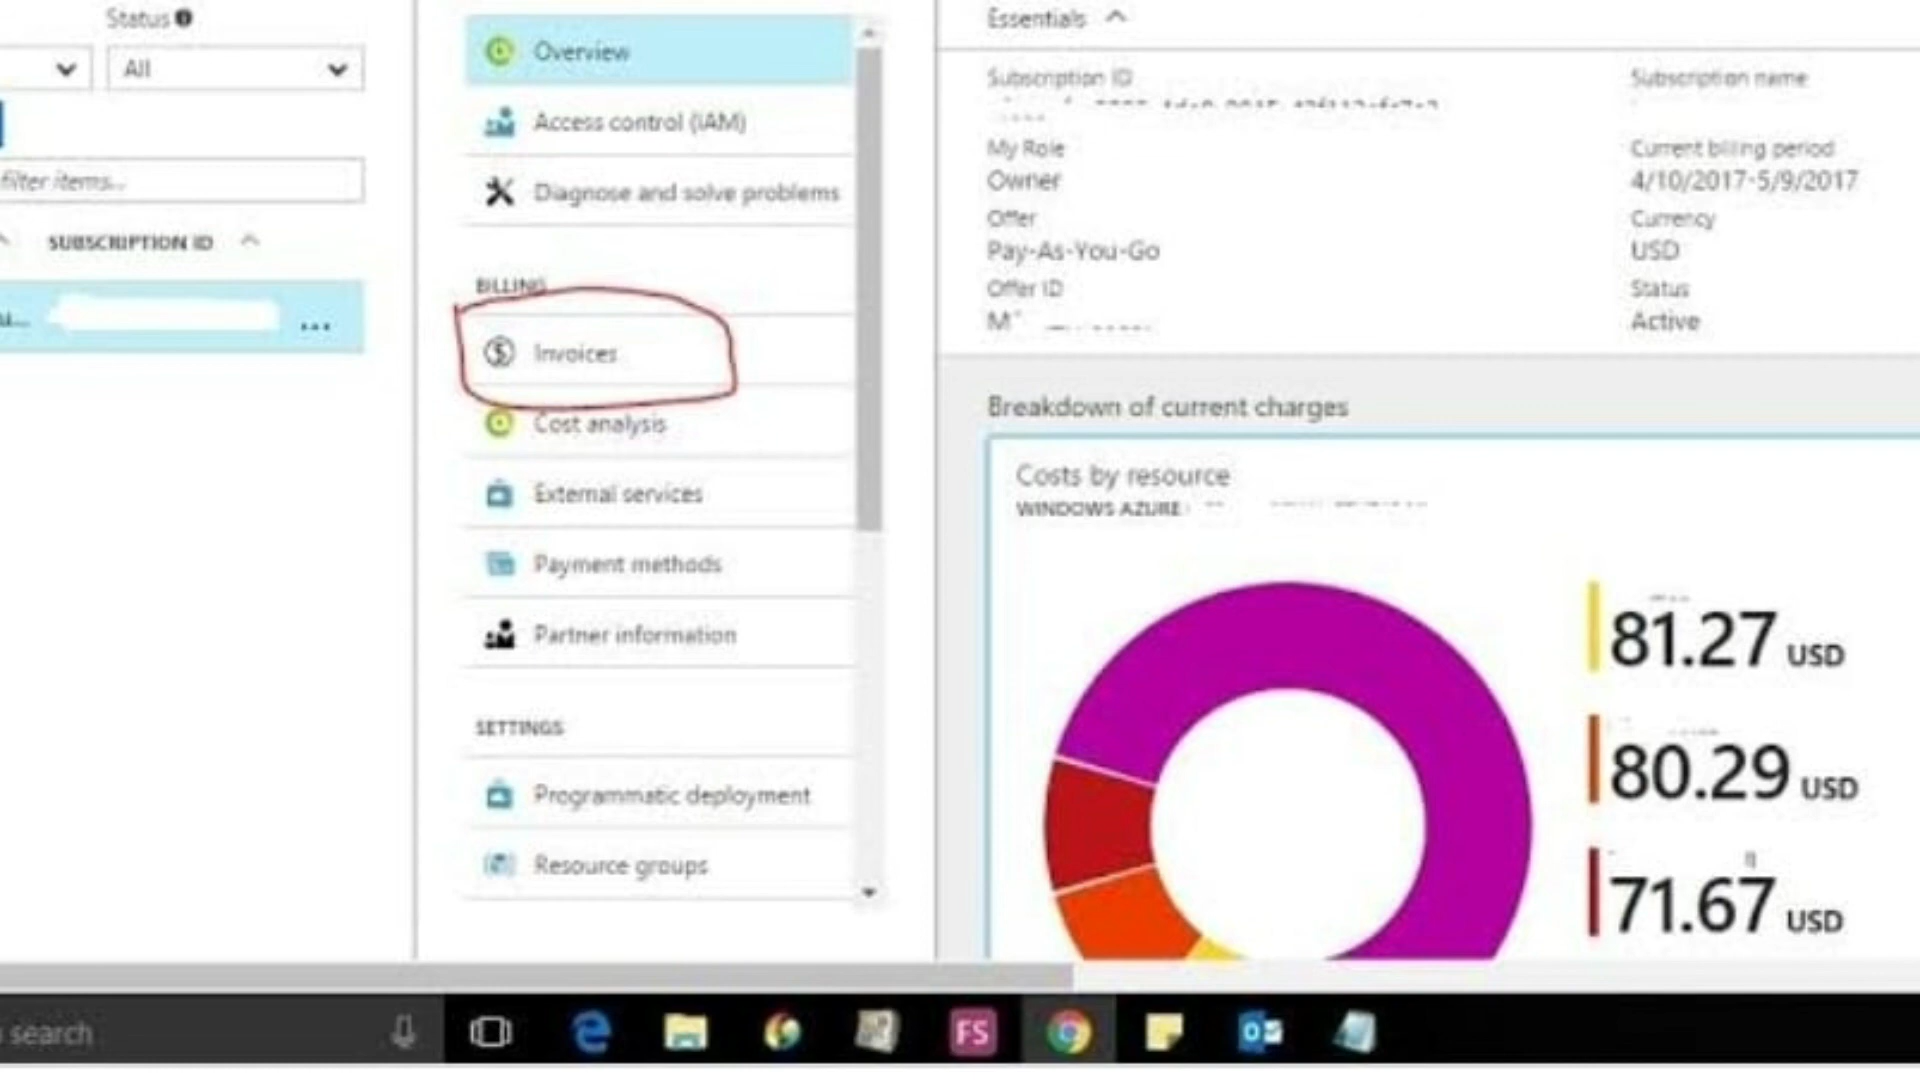 Status
All
filter items...
SUBSCRIPTION ID
...
Overview
Access control (IAM)
Diagnose and solve problems
BILLING
Invoices
Cost analysis
External services
Payment methods
Partner information
SETTINGS
Programmatic deployment
Resource groups
Essentials
Subscription ID
My Role
Owner
Offer
Pay-As-You-Go
Offer ID
Subscription name
Current billing period
4/10/2017-5/9/2017
Currency
USD
Status
Active
Breakdown of current charges
Costs by resource
WINDOWS AZURE
81.27 USD
80.29 USD
71.67 USD
search
FS